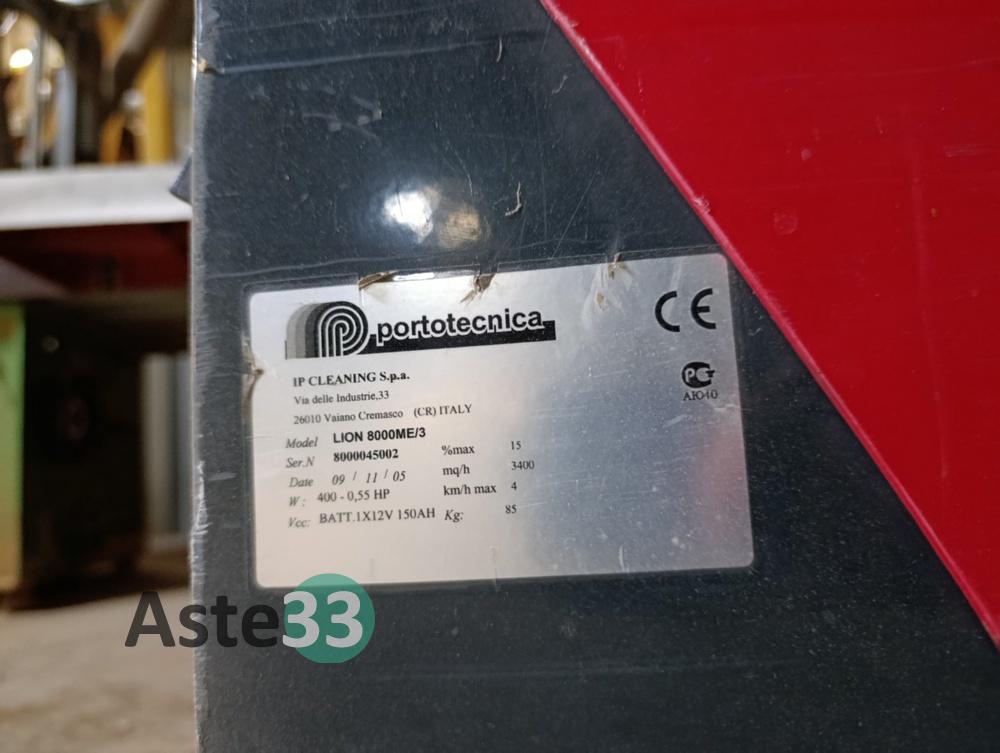 portotecnica
CE
IP CLEANING S.p.a.
Via delle Industrie,33
26010 Vaiano Cremasco (CR) ITALY
РСТ
АЮ40
Model LION 8000ME/3
Ser.N 8000045002
Date 09 / 11 / 05
W: 400 - 0,55 HP
Vcc: BATT.1X12V 150AH
%max 15
mq/h 3400
km/h max 4
Kg: 85
Aste33